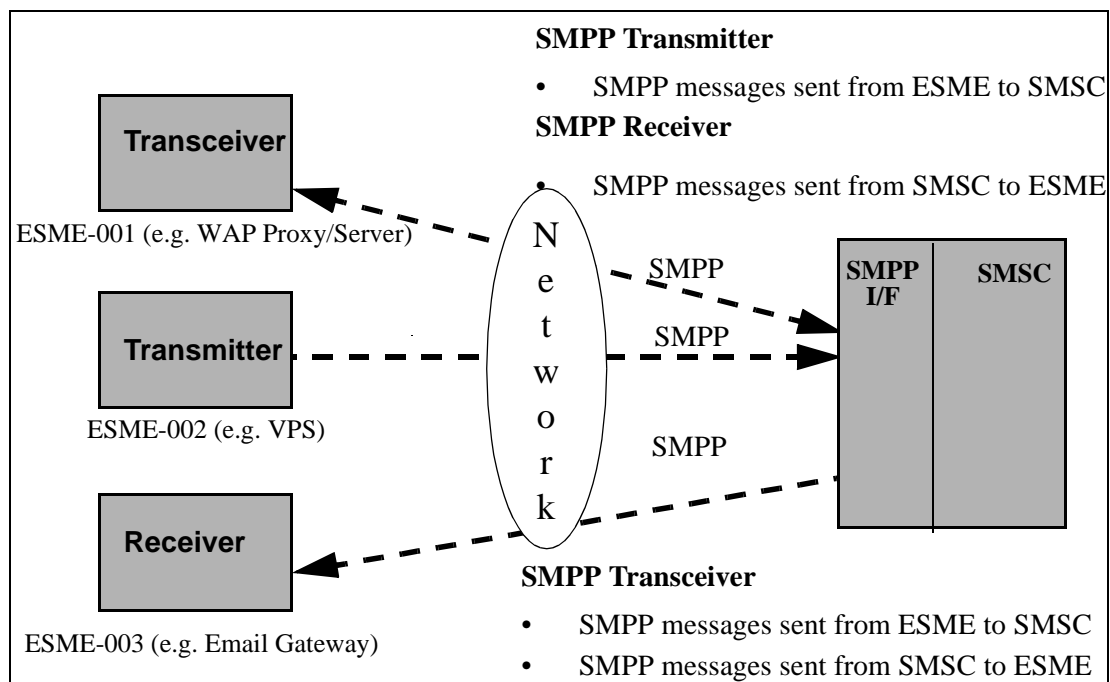 SMPP Transmitter
• SMPP messages sent from ESME to SMSC
SMPP Receiver
• SMPP messages sent from SMSC to ESME
Transceiver
ESME-001 (e.g. WAP Proxy/Server)
Transmitter
ESME-002 (e.g. VPS)
Receiver
ESME-003 (e.g. Email Gateway)
N
e
t
w
o
r
k
SMPP
SMPP
SMPP
SMPP
I/F
SMSC
SMPP Transceiver
• SMPP messages sent from ESME to SMSC
• SMPP messages sent from SMSC to ESME